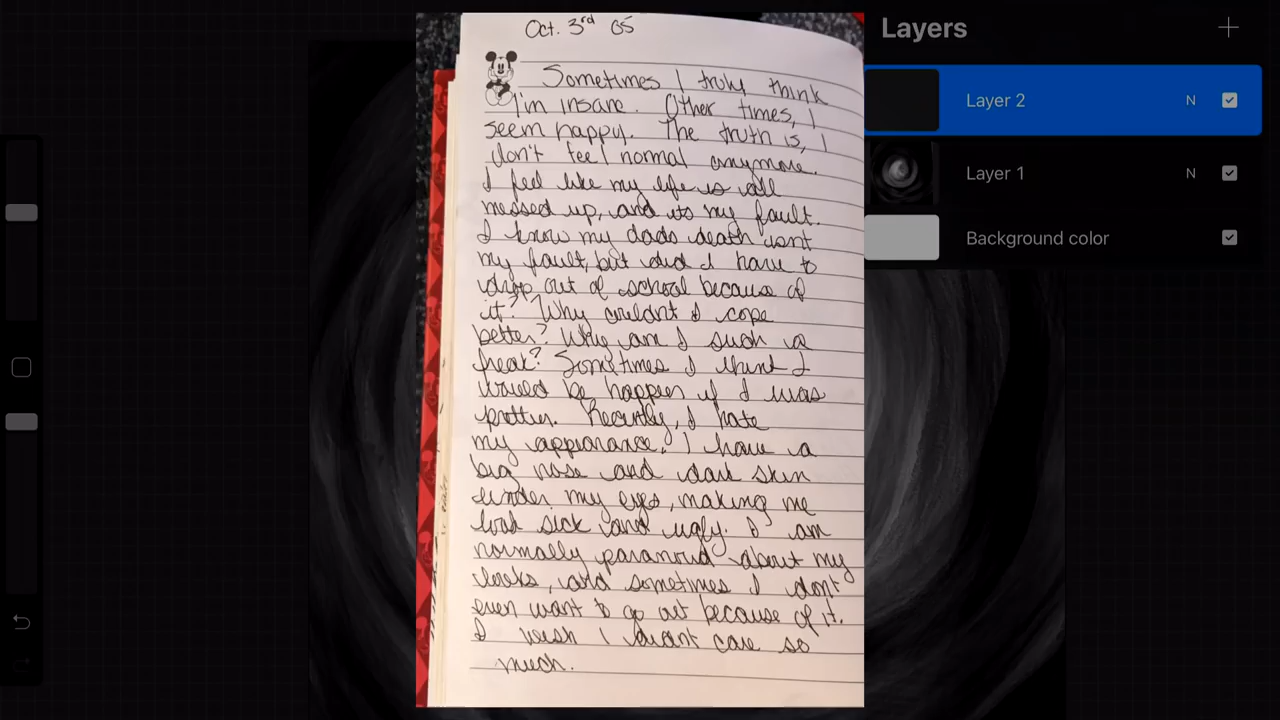 Oct. 3rd 05
Sometimes I truly think
I'm insane. Other times, I
seem happy. The truth is, I
don't feel normal anymore.
I feel like my life is all
messed up, and its my fault.
I know my dads death isnt
my fault, but did I have to
drop out of school because of
it? Why couldnt I cope
better? Why am I such a
freak? Sometimes I think I
would be happier if I was
prettier. Recently, I hate
my appearance. I have a
big nose and dark skin
under my eyes, making me
look sick and ugly. I am
normally paranoid about my
looks, and sometimes I don't
even want to go out because of it.
I wish I didnt care so
much.
Layers
Layer 2 N
Layer 1 N
Background color